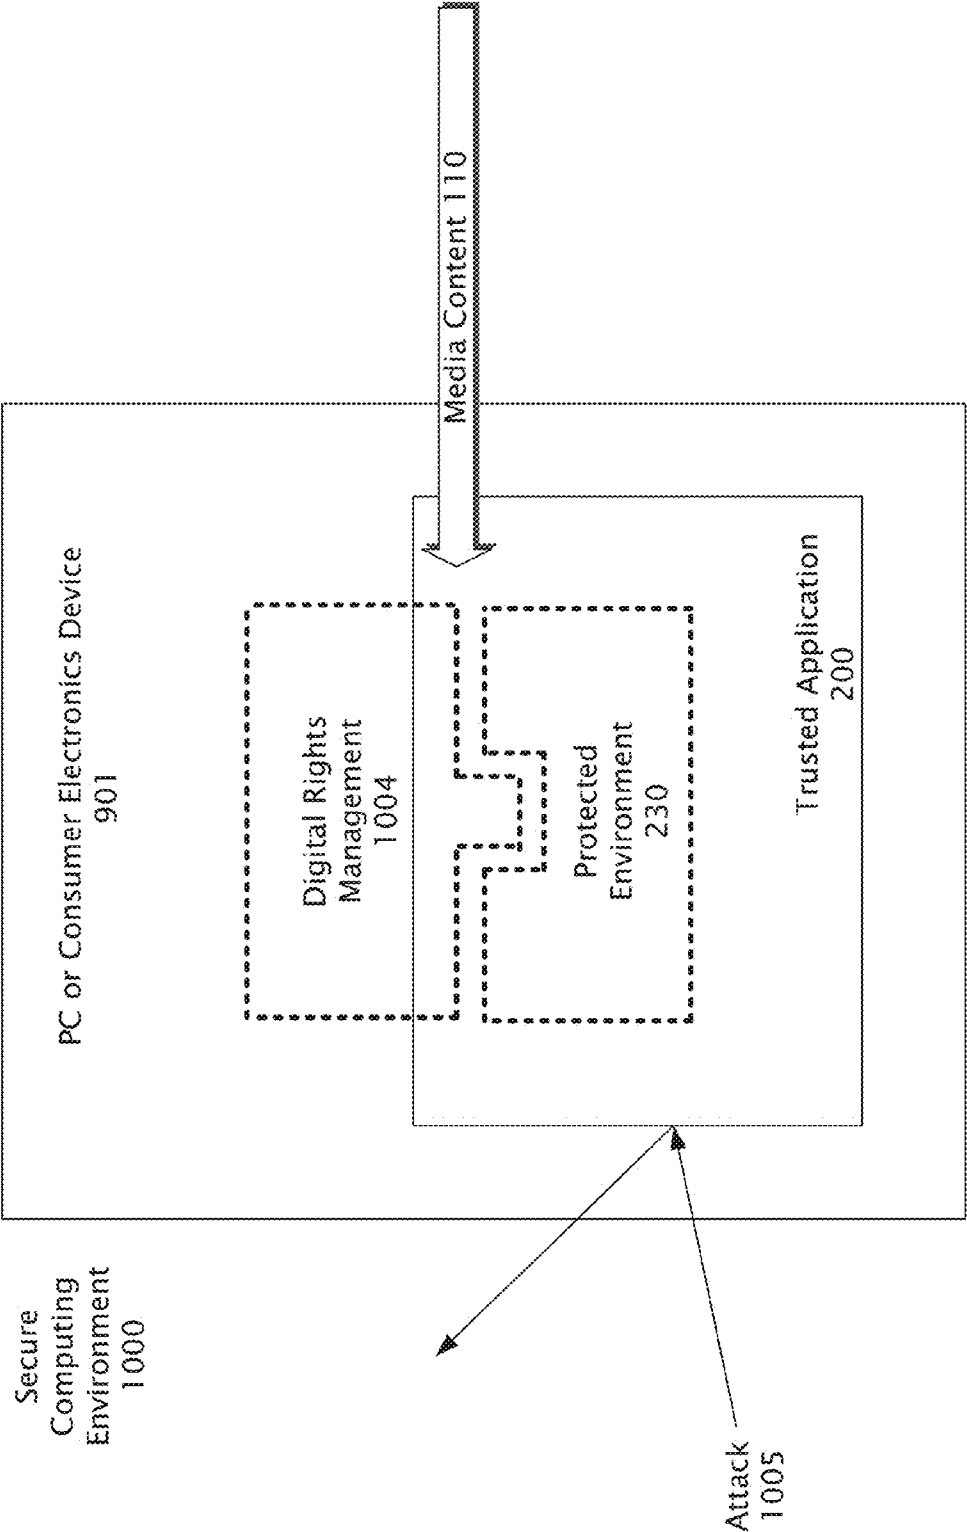 Secure
Computing
Environment
1000
PC or Consumer Electronics Device
901
Digital Rights
Management
1004
Media Content 110
Protected
Environment
230
Trusted Application
200
Attack
1005